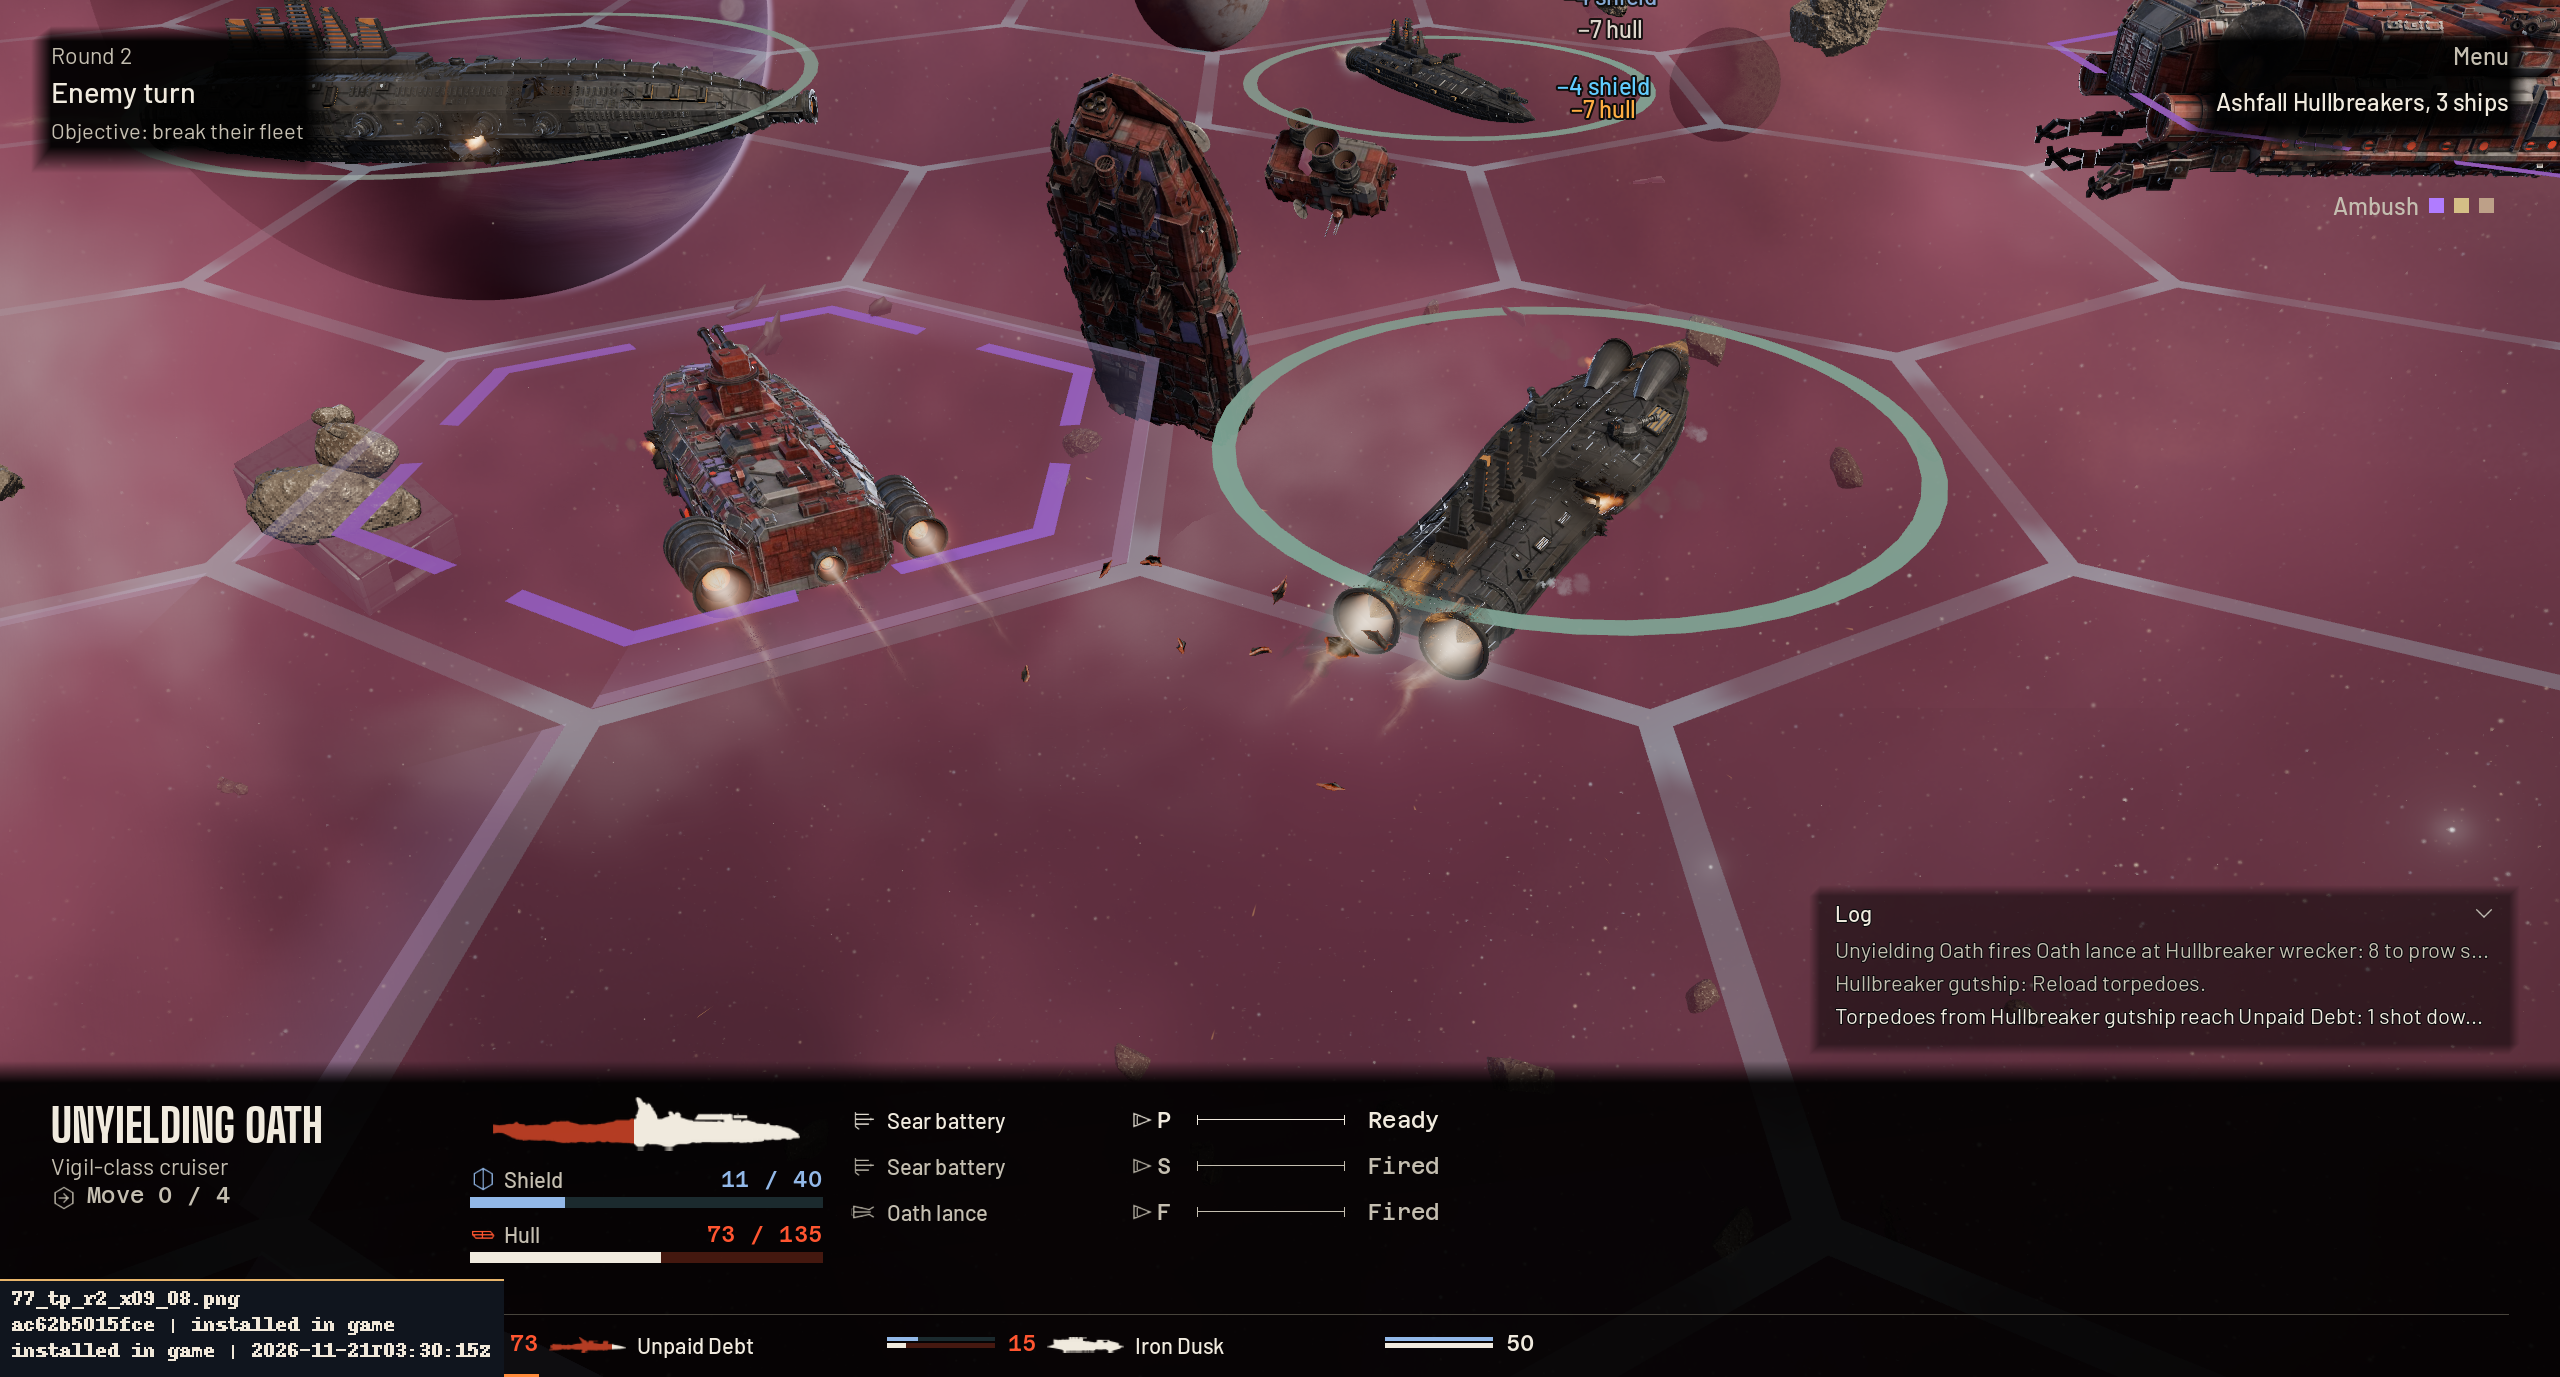 Round 2
Enemy turn
Objective: break their fleet
–7 hull
–4 shield
–7 hull
Menu
Ashfall Hullbreakers, 3 ships
Ambush
Log
Unyielding Oath fires Oath lance at Hullbreaker wrecker: 8 to prow s...
Hullbreaker gutship: Reload torpedoes.
Torpedoes from Hullbreaker gutship reach Unpaid Debt: 1 shot dow...
UNYIELDING OATH
Vigil-class cruiser
Move 0 / 4
Shield 11 / 40
Hull 73 / 135
Sear battery P Ready
Sear battery S Fired
Oath lance F Fired
77_tp_r2_x09_08.png
ac62b5015fce | installed in game
installed in game | 2026-11-21T03:30:15Z
73 Unpaid Debt 15 Iron Dusk 50